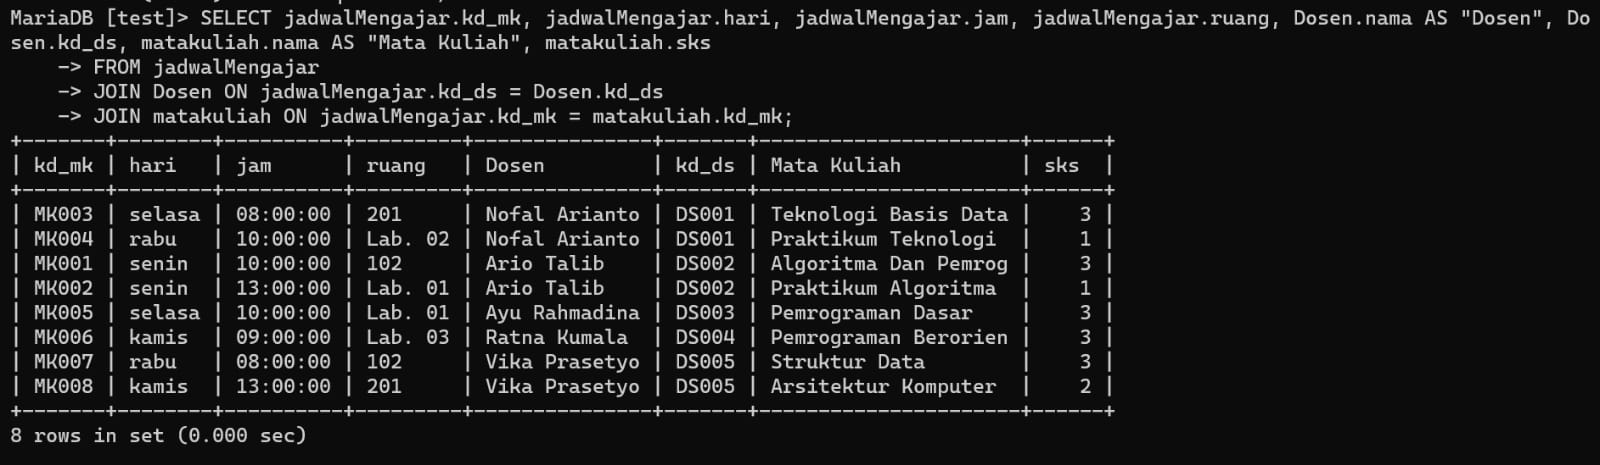 MariaDB [test]> SELECT jadwalMengajar.kd_mk, jadwalMengajar.hari, jadwalMengajar.jam, jadwalMengajar.ruang, Dosen.nama AS "Dosen", Do
sen.kd_ds, matakuliah.nama AS "Mata Kuliah", matakuliah.sks
    -> FROM jadwalMengajar
    -> JOIN Dosen ON jadwalMengajar.kd_ds = Dosen.kd_ds
    -> JOIN matakuliah ON jadwalMengajar.kd_mk = matakuliah.kd_mk;
+-------+--------+----------+---------+---------------+-------+----------------------+------+
| kd_mk | hari   | jam      | ruang   | Dosen         | kd_ds | Mata Kuliah          | sks  |
+-------+--------+----------+---------+---------------+-------+----------------------+------+
| MK003 | selasa | 08:00:00 | 201     | Nofal Arianto | DS001 | Teknologi Basis Data |    3 |
| MK004 | rabu   | 10:00:00 | Lab. 02 | Nofal Arianto | DS001 | Praktikum Teknologi  |    1 |
| MK001 | senin  | 10:00:00 | 102     | Ario Talib    | DS002 | Algoritma Dan Pemrog |    3 |
| MK002 | senin  | 13:00:00 | Lab. 01 | Ario Talib    | DS002 | Praktikum Algoritma  |    1 |
| MK005 | selasa | 10:00:00 | Lab. 01 | Ayu Rahmadina | DS003 | Pemrograman Dasar    |    3 |
| MK006 | kamis  | 09:00:00 | Lab. 03 | Ratna Kumala  | DS004 | Pemrograman Berorien |    3 |
| MK007 | rabu   | 08:00:00 | 102     | Vika Prasetyo | DS005 | Struktur Data        |    3 |
| MK008 | kamis  | 13:00:00 | 201     | Vika Prasetyo | DS005 | Arsitektur Komputer  |    2 |
+-------+--------+----------+---------+---------------+-------+----------------------+------+
8 rows in set (0.000 sec)